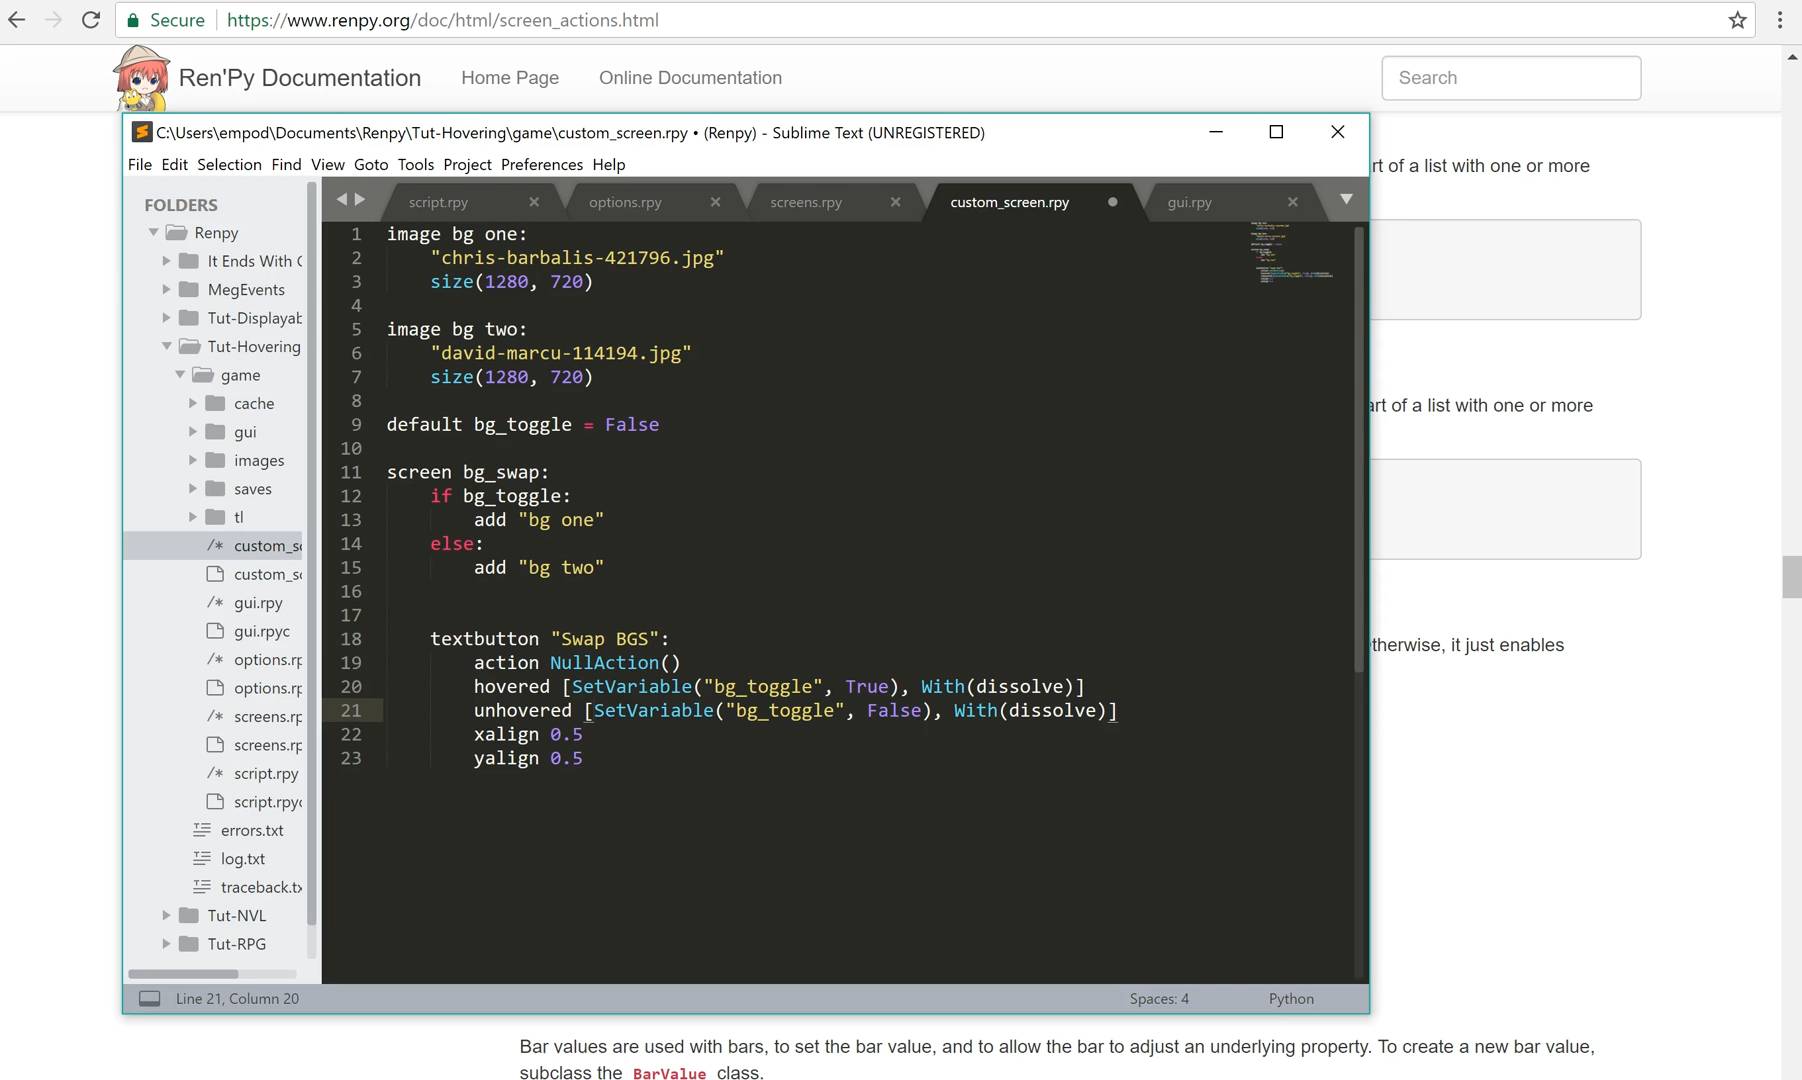 Secure https://www.renpy.org/doc/html/screen_actions.html
Ren'Py Documentation Home Page Online Documentation Search
C:\Users\empod\Documents\Renpy\Tut-Hovering\game\custom_screen.rpy • (Renpy) - Sublime Text (UNREGISTERED)
File Edit Selection Find View Goto Tools Project Preferences Help
rt of a list with one or more
FOLDERS
Renpy
It Ends With
MegEvents
Tut-Displayab
Tut-Hovering
game
cache
gui
images
saves
tl
custom_sc
custom_sc
gui.rpy
gui.rpyc
options.rp
options.rp
screens.rp
screens.rp
script.rpy
script.rpyc
errors.txt
log.txt
traceback.tx
Tut-NVL
Tut-RPG
script.rpy options.rpy screens.rpy custom_screen.rpy gui.rpy
1 image bg one:
2 "chris-barbalis-421796.jpg"
3 size(1280, 720)
4
5 image bg two:
6 "david-marcu-114194.jpg"
7 size(1280, 720)
8
9 default bg_toggle = False
10
11 screen bg_swap:
12 if bg_toggle:
13 add "bg one"
14 else:
15 add "bg two"
16
17
18 textbutton "Swap BGS":
19 action NullAction()
20 hovered [SetVariable("bg_toggle", True), With(dissolve)]
21 unhovered [SetVariable("bg_toggle", False), With(dissolve)]
22 xalign 0.5
23 yalign 0.5
art of a list with one or more
therwise, it just enables
Line 21, Column 20 Spaces: 4 Python
Bar values are used with bars, to set the bar value, and to allow the bar to adjust an underlying property. To create a new bar value,
subclass the BarValue class.